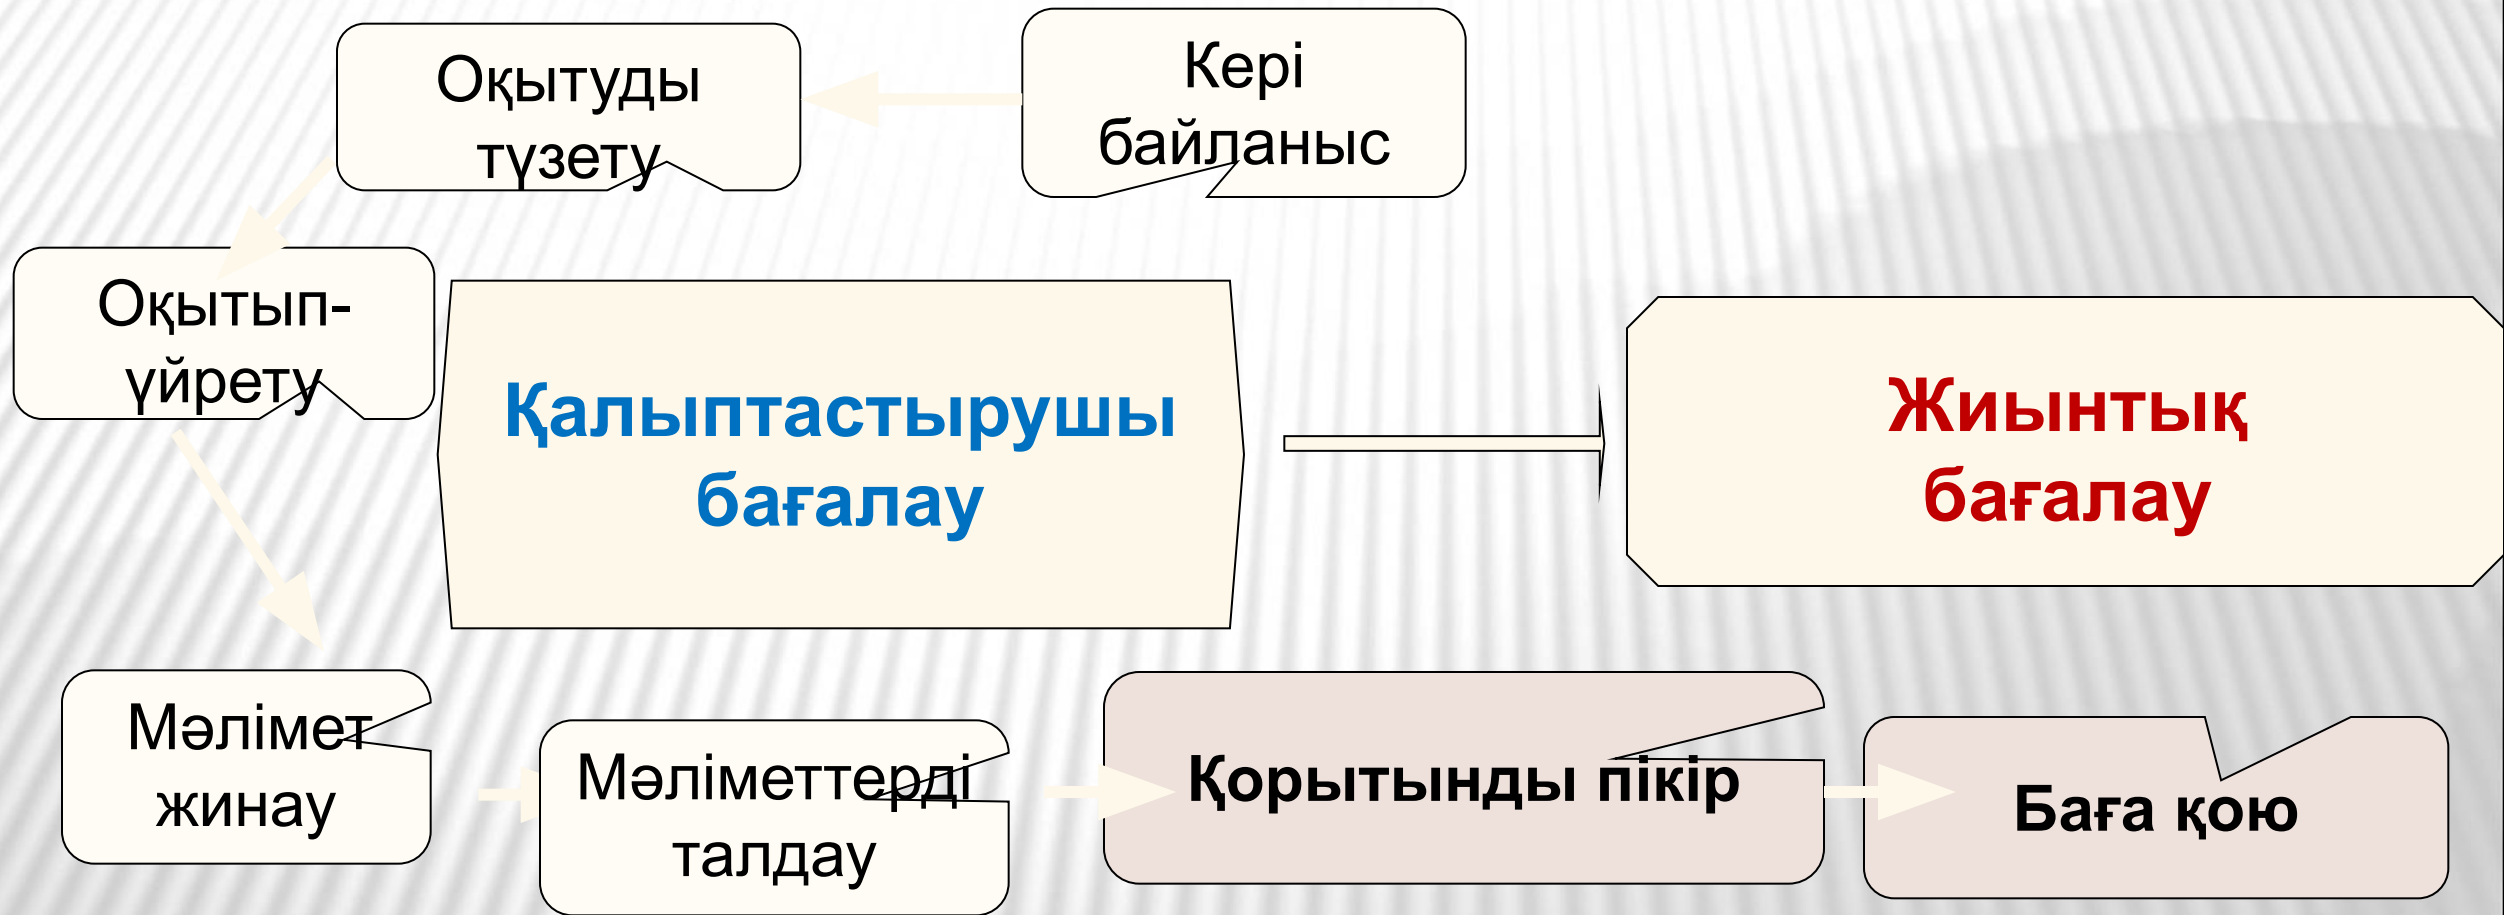 Оқытуды
түзету
Кері
байланыс
Оқытып-
үйрету
Қалыптастырушы
бағалау
Жиынтық
бағалау
Мәлімет
жинау
Мәліметтерді
талдау
Қорытынды пікір
Баға қою